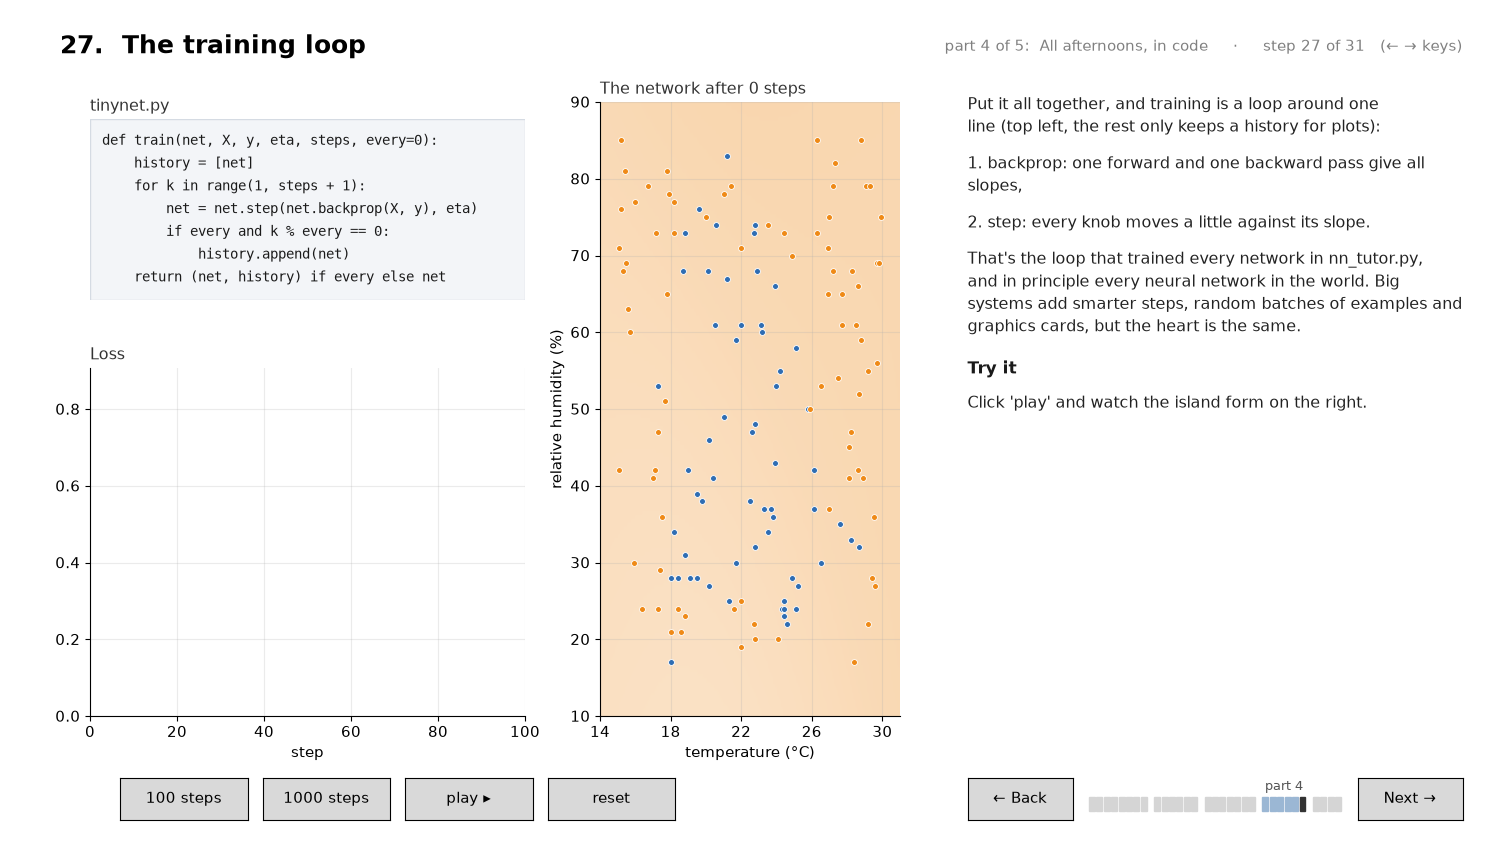 27. The training loop
part 4 of 5: All afternoons, in code · step 27 of 31 (← → keys)
tinynet.py
def train(net, X, y, eta, steps, every=0):
    history = [net]
    for k in range(1, steps + 1):
        net = net.step(net.backprop(X, y), eta)
        if every and k % every == 0:
            history.append(net)
    return (net, history) if every else net
Loss
0.8
0.6
0.4
0.2
0.0
0 20 40 60 80 100
step
The network after 0 steps
90
80
70
60
50
40
30
20
10
relative humidity (%)
14 18 22 26 30
temperature (°C)
Put it all together, and training is a loop around one
line (top left, the rest only keeps a history for plots):
1. backprop: one forward and one backward pass give all
slopes,
2. step: every knob moves a little against its slope.
That's the loop that trained every network in nn_tutor.py,
and in principle every neural network in the world. Big
systems add smarter steps, random batches of examples and
graphics cards, but the heart is the same.
Try it
Click 'play' and watch the island form on the right.
100 steps
1000 steps
play ▸
reset
← Back
part 4
Next →